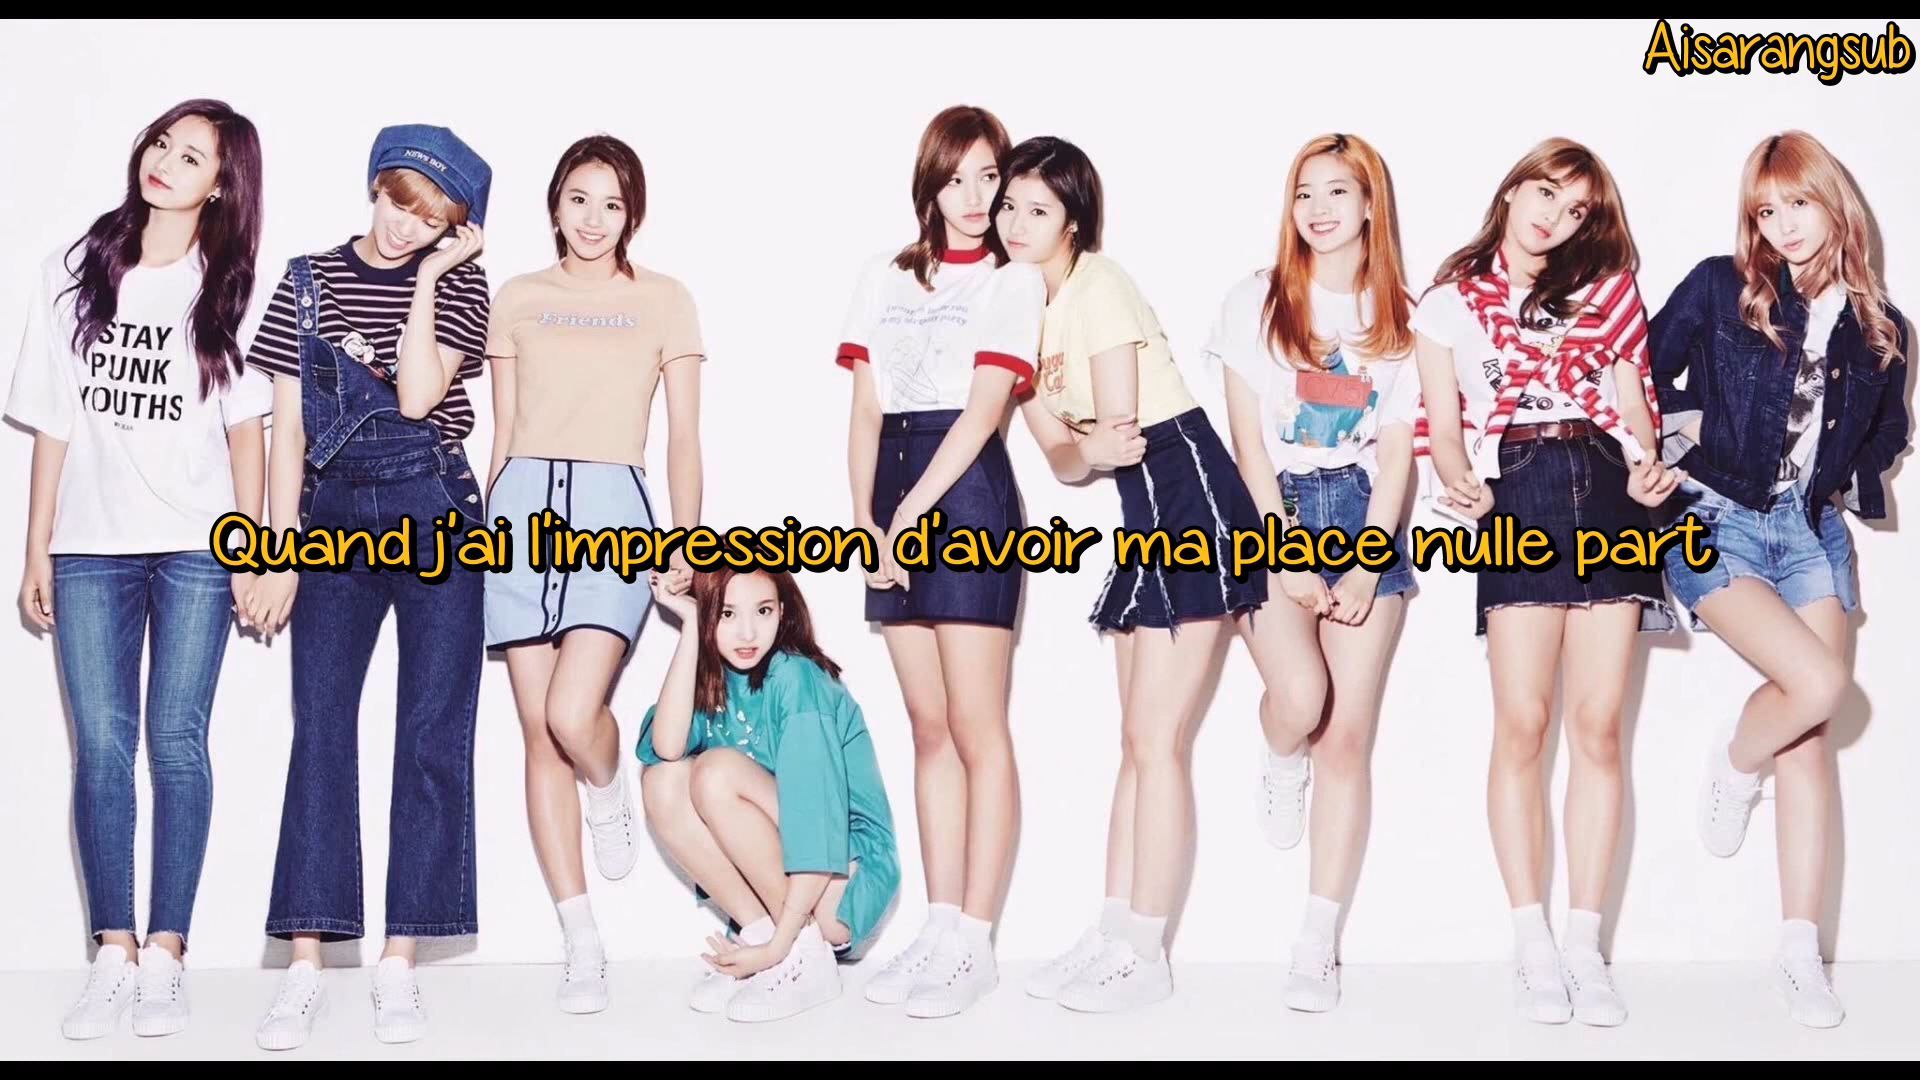 Aisarangsub
NEWS BOY
STAY
PUNK
YOUTHS
Friends
Quand j'ai l'impression d'avoir ma place nulle part